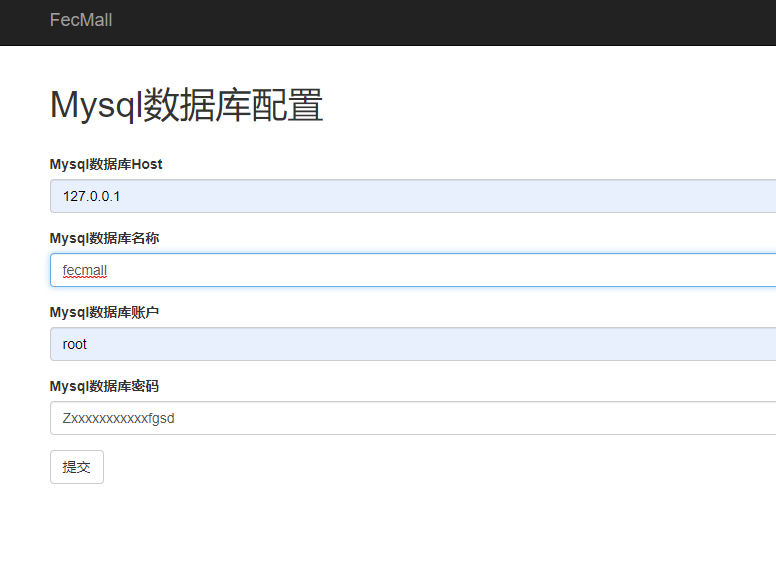 FecMall
Mysql数据库配置
Mysql数据库Host
127.0.0.1
Mysql数据库名称
fecmall
Mysql数据库账户
root
Mysql数据库密码
Zxxxxxxxxxxxfgsd
提交